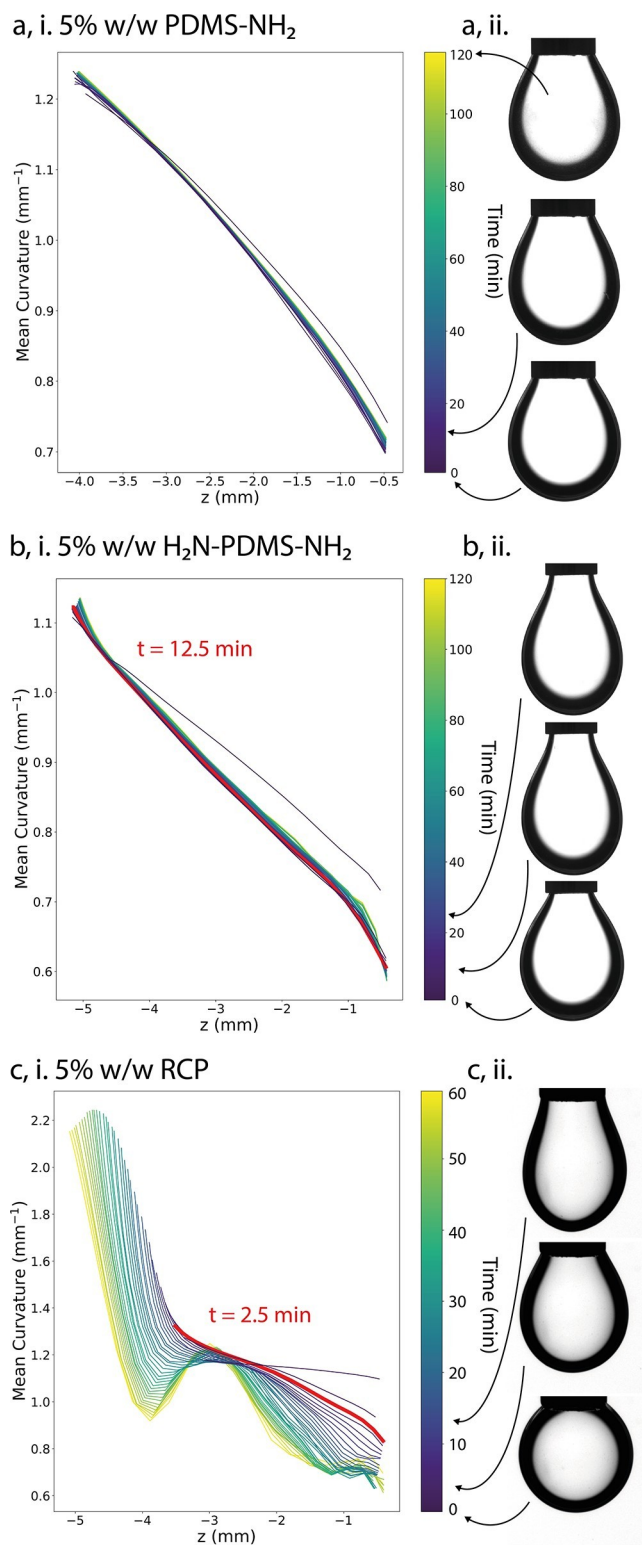 a, i. 5% w/w PDMS-NH₂
a, ii.
Mean Curvature (mm⁻¹)
1.2
1.1
1.0
0.9
0.8
0.7
−4.0 −3.5 −3.0 −2.5 −2.0 −1.5 −1.0 −0.5
z (mm)
120
100
80
60
40
20
0
Time (min)
b, i. 5% w/w H₂N-PDMS-NH₂
b, ii.
t = 12.5 min
Mean Curvature (mm⁻¹)
1.1
1.0
0.9
0.8
0.7
0.6
−5 −4 −3 −2 −1
z (mm)
120
100
80
60
40
20
0
Time (min)
c, i. 5% w/w RCP
c, ii.
t = 2.5 min
Mean Curvature (mm⁻¹)
2.2
2.0
1.8
1.6
1.4
1.2
1.0
0.8
0.6
−5 −4 −3 −2 −1
z (mm)
60
50
40
30
20
10
0
Time (min)